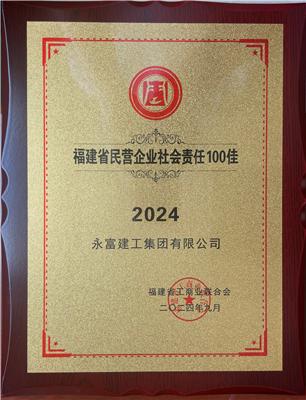 福建省民营企业社会责任100佳
2024
永富建工集团有限公司
福建省工商业联合会
二〇二四年九月